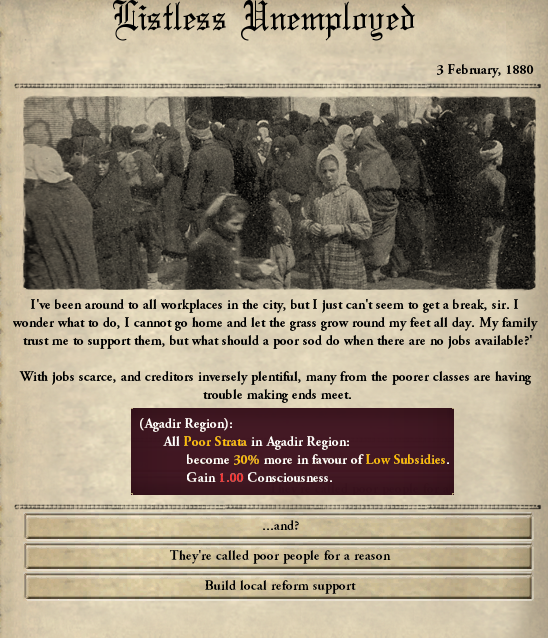 Listless Unemployed
3 February, 1880
I've been around to all workplaces in the city, but I just can't seem to get a break, sir. I
wonder what to do, I cannot go home and let the grass grow round my feet all day. My family
trust me to support them, but what should a poor sod do when there are no jobs available?'
With jobs scarce, and creditors inversely plentiful, many from the poorer classes are having
trouble making ends meet.
(Agadir Region):
All Poor Strata in Agadir Region:
become 30% more in favour of Low Subsidies.
Gain 1.00 Consciousness.
...and?
They're called poor people for a reason
Build local reform support